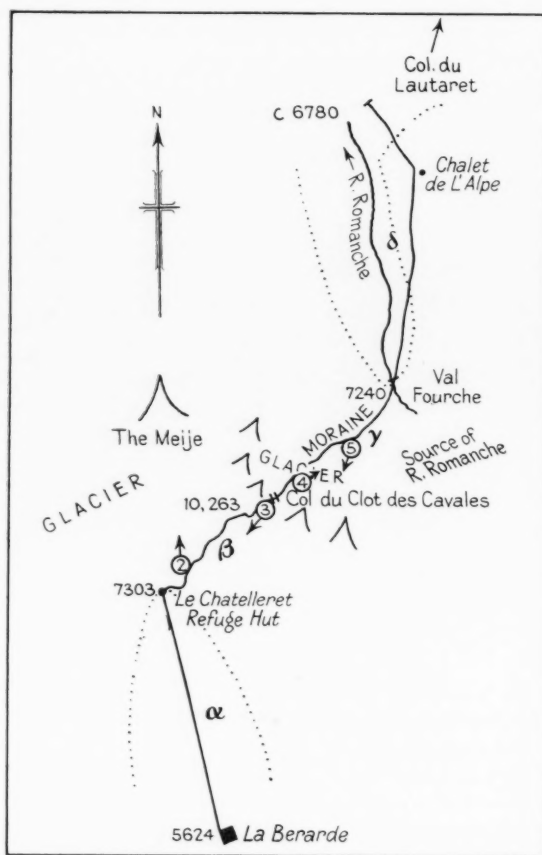 Col. du
Lautaret
C 6780
N
Chalet
de L'Alpe
R. Romanche
δ
7240
Val
Fourche
The Meije
MORAINE
γ
⑤
GLACIER
④
Source of
R. Romanche
GLACIER
10,263
③
Col du Clot des Cavales
β
②
7303
Le Chatelleret
Refuge Hut
α
5624
La Berarde